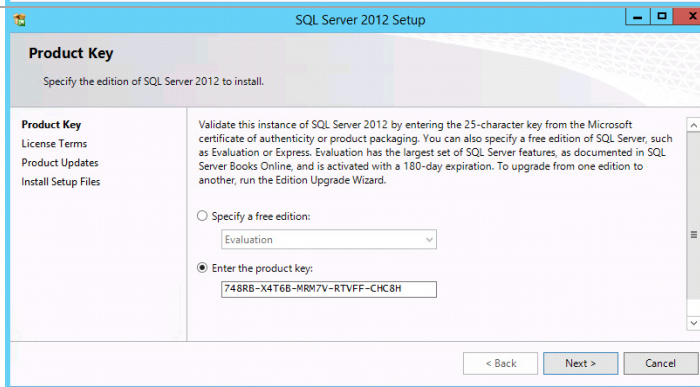 SQL Server 2012 Setup
Product Key
Specify the edition of SQL Server 2012 to install.
Product Key
License Terms
Product Updates
Install Setup Files
Validate this instance of SQL Server 2012 by entering the 25-character key from the Microsoft
certificate of authenticity or product packaging. You can also specify a free edition of SQL Server, such
as Evaluation or Express. Evaluation has the largest set of SQL Server features, as documented in SQL
Server Books Online, and is activated with a 180-day expiration. To upgrade from one edition to
another, run the Edition Upgrade Wizard.
Specify a free edition:
Evaluation
Enter the product key:
748RB-X4T6B-MRM7V-RTVFF-CHC8H
< Back
Next >
Cancel